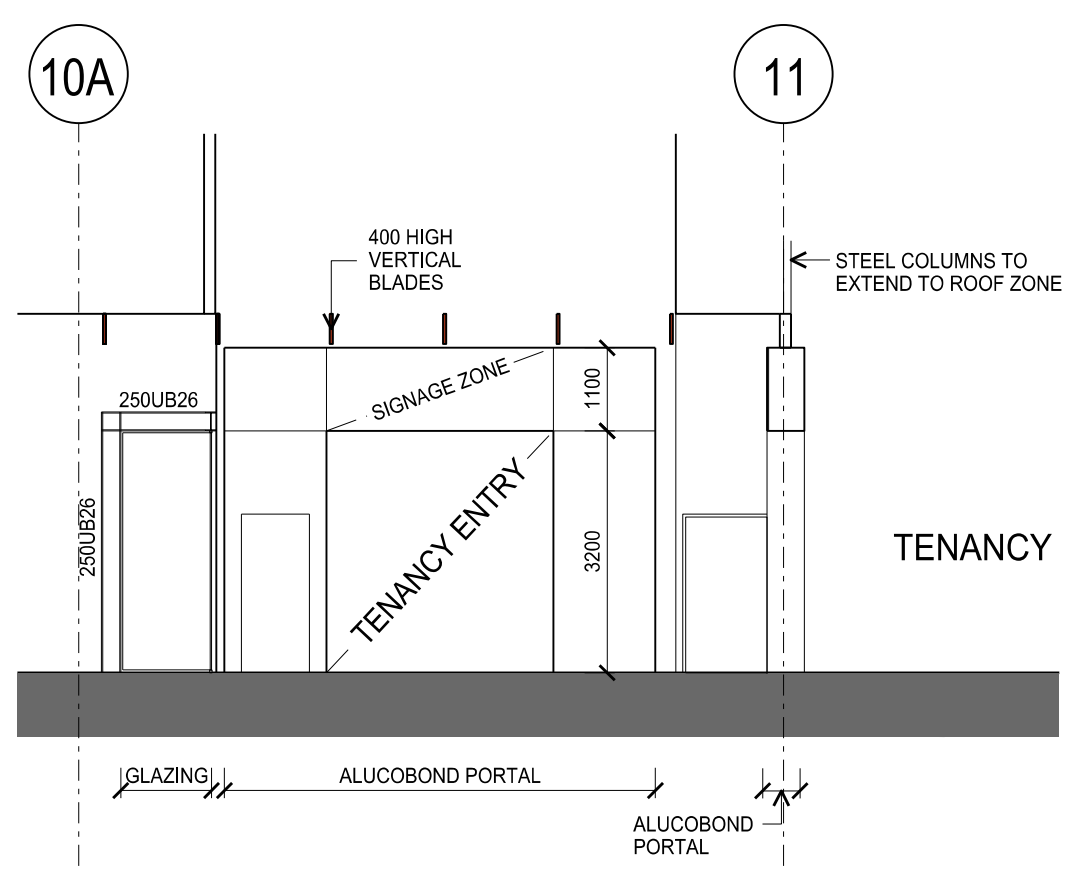 10A
11
400 HIGH
VERTICAL
BLADES
STEEL COLUMNS TO
EXTEND TO ROOF ZONE
250UB26
SIGNAGE ZONE
1100
250UB26
TENANCY ENTRY
3200
TENANCY
GLAZING
ALUCOBOND PORTAL
ALUCOBOND
PORTAL